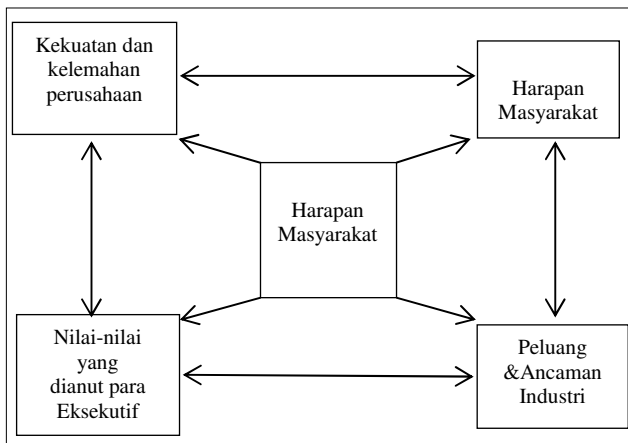 Kekuatan dan
kelemahan
perusahaan
Harapan
Masyarakat
Harapan
Masyarakat
Nilai-nilai
yang
dianut para
Eksekutif
Peluang
&Ancaman
Industri